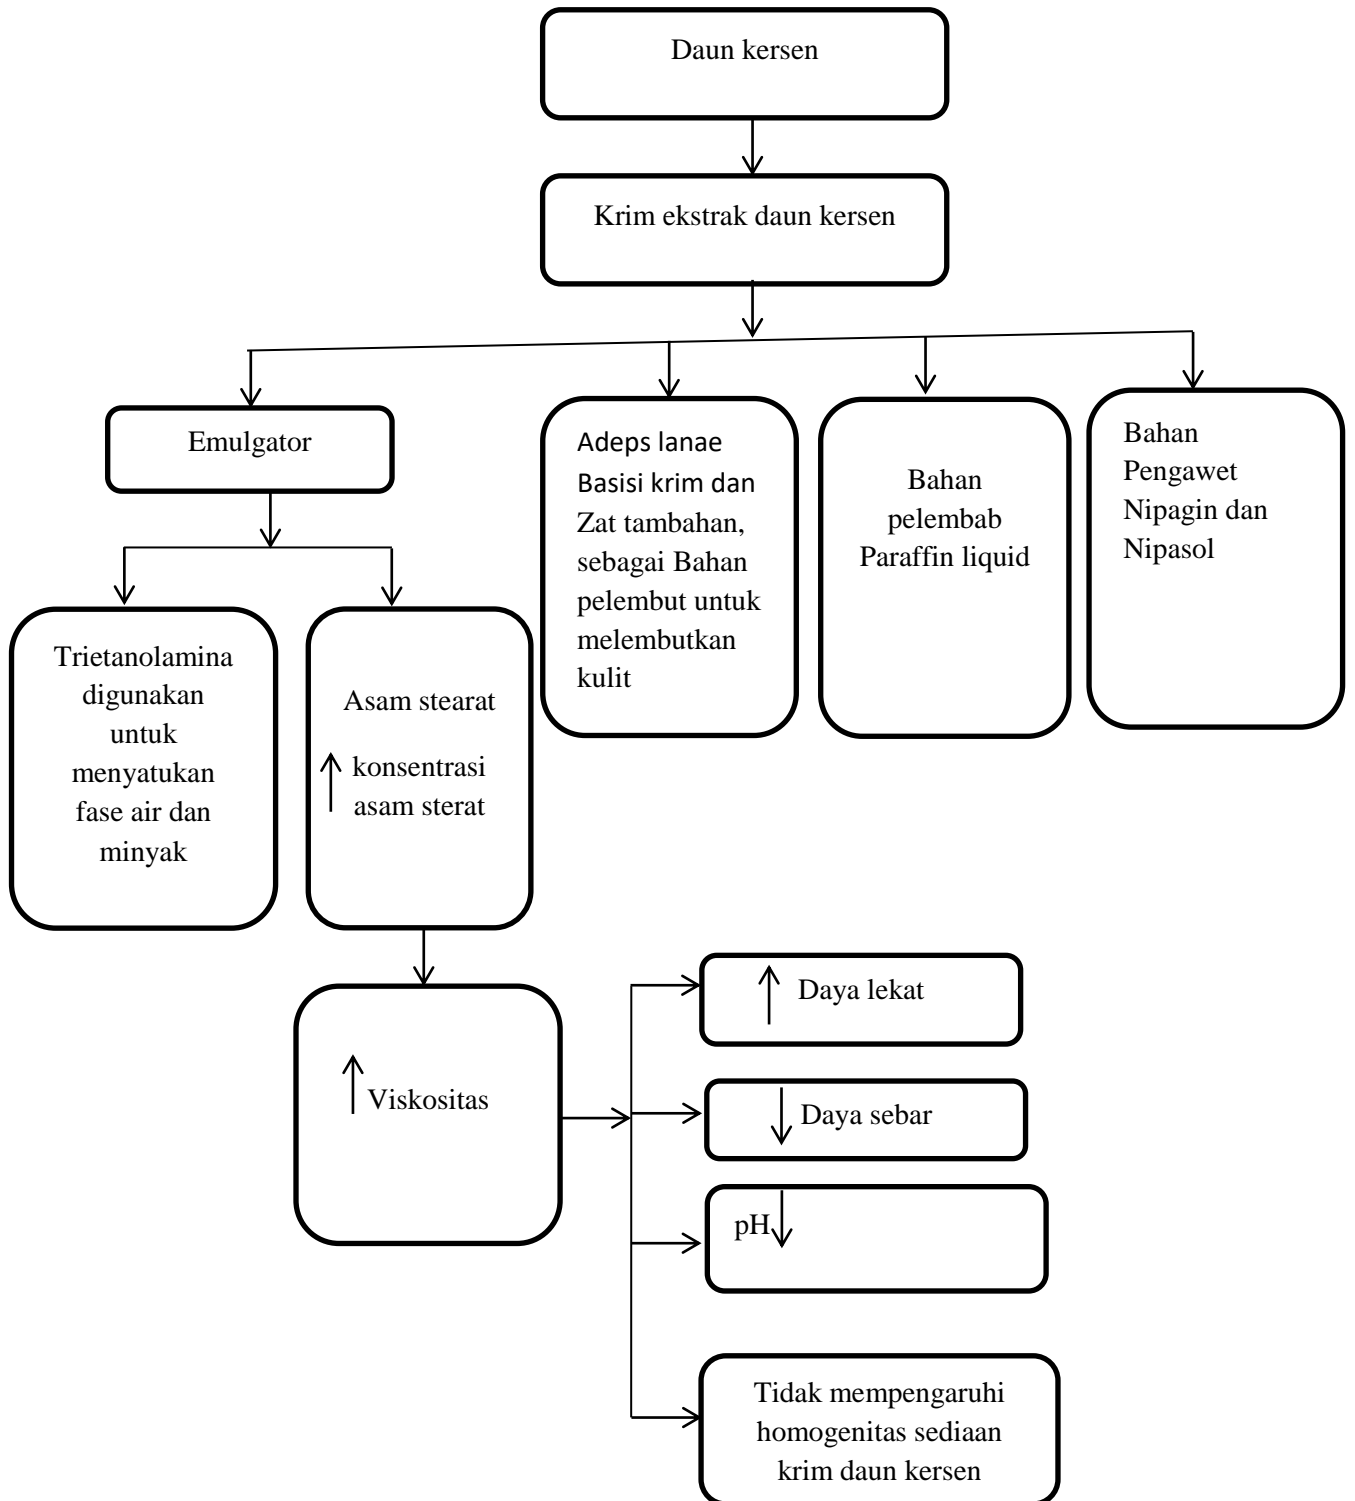 Daun kersen
Krim ekstrak daun kersen
Emulgator
Adeps lanae
Basisi krim dan
Zat tambahan,
sebagai Bahan
pelembut untuk
melembutkan
kulit
Bahan
pelembab
Paraffin liquid
Bahan
Pengawet
Nipagin dan
Nipasol
Trietanolamina
digunakan
untuk
menyatukan
fase air dan
minyak
Asam stearat
↑ konsentrasi
asam sterat
↑ Viskositas
↑ Daya lekat
↓ Daya sebar
pH ↓
Tidak mempengaruhi
homogenitas sediaan
krim daun kersen